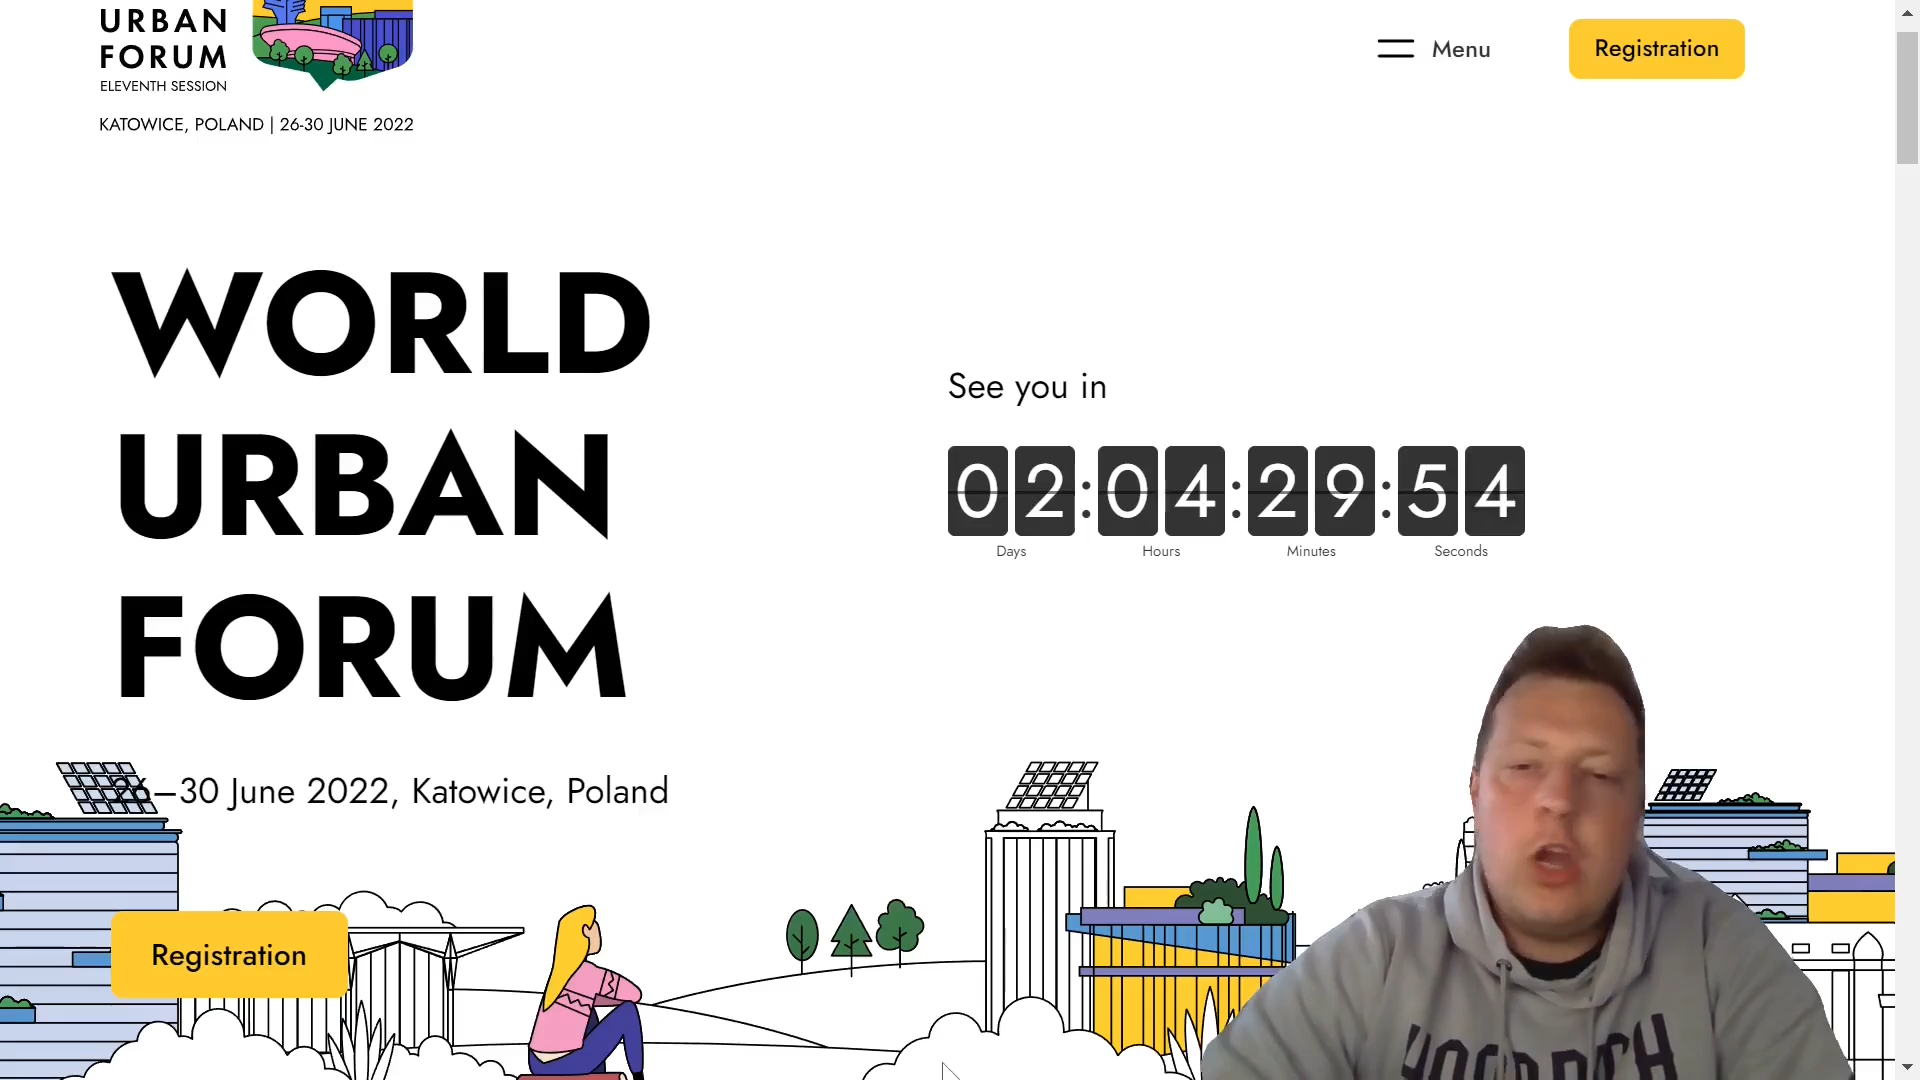 URBAN
FORUM
ELEVENTH SESSION
KATOWICE, POLAND | 26-30 JUNE 2022
Menu
Registration
WORLD
URBAN
FORUM
See you in
02:04:29:54
Days Hours Minutes Seconds
26–30 June 2022, Katowice, Poland
Registration